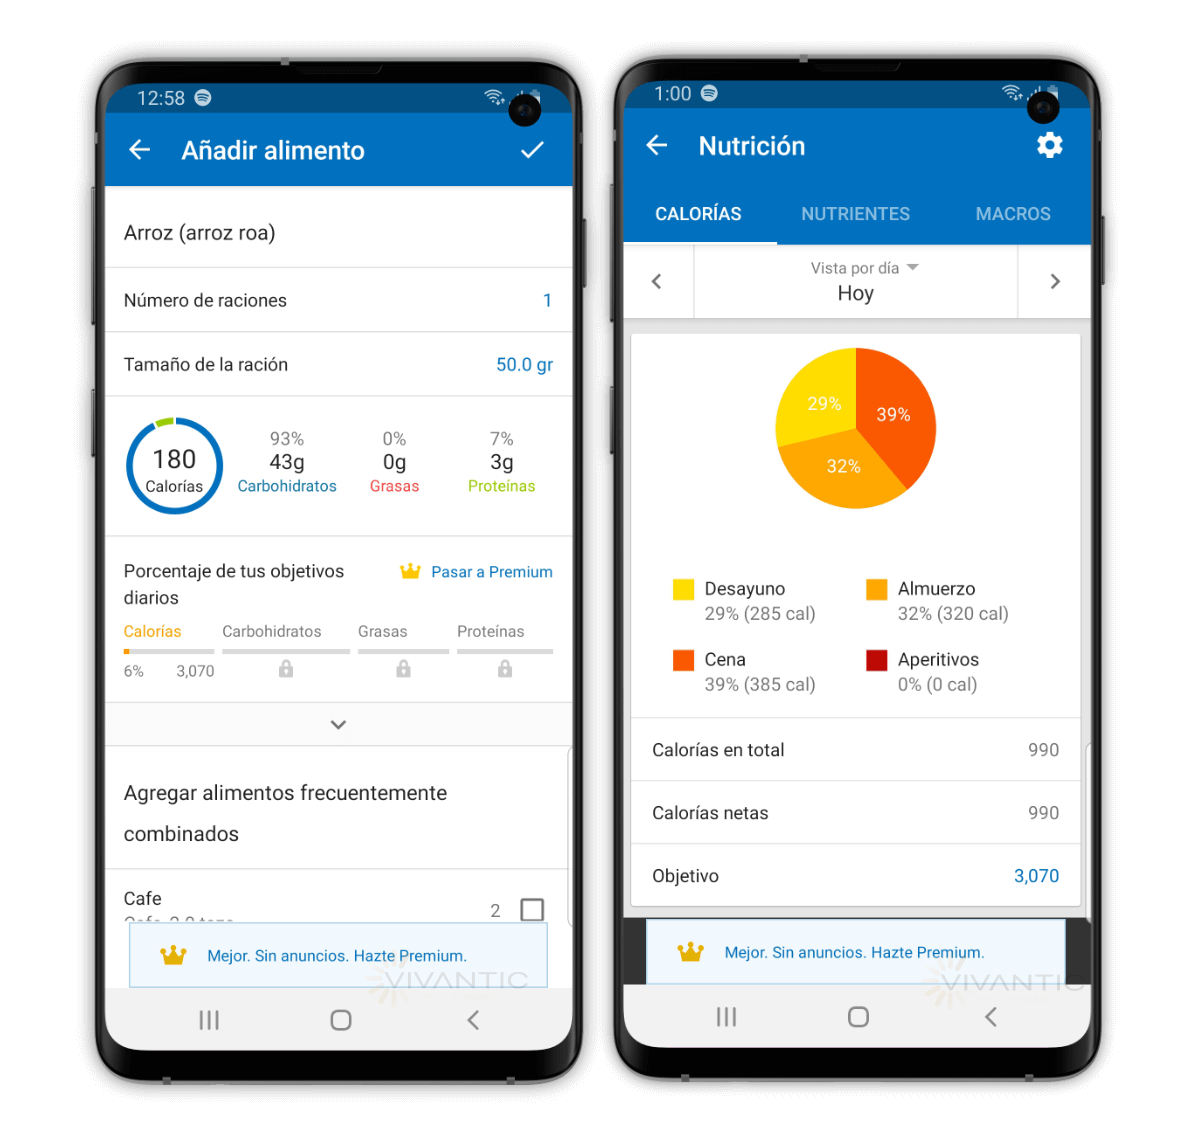 12:58
Añadir alimento
Arroz (arroz roa)
Número de raciones 1
Tamaño de la ración 50.0 gr
180
Calorías
93% 0% 7%
43g 0g 3g
Carbohidratos Grasas Proteínas
Porcentaje de tus objetivos
diarios
Pasar a Premium
Calorías Carbohidratos Grasas Proteínas
6% 3,070
Agregar alimentos frecuentemente
combinados
Cafe
2
Mejor. Sin anuncios. Hazte Premium.
VIVANTIC
1:00
Nutrición
CALORÍAS NUTRIENTES MACROS
Vista por día
Hoy
29%
39%
32%
Desayuno
29% (285 cal)
Almuerzo
32% (320 cal)
Cena
39% (385 cal)
Aperitivos
0% (0 cal)
Calorías en total 990
Calorías netas 990
Objetivo 3,070
Mejor. Sin anuncios. Hazte Premium.
VIVANTIC